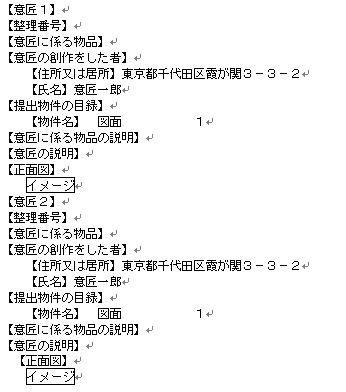 【意匠１】
【整理番号】
【意匠に係る物品】
【意匠の創作をした者】
【住所又は居所】東京都千代田区霞が関３－３－２
【氏名】意匠一郎
【提出物件の目録】
【物件名】　図面　　　　　　１
【意匠に係る物品の説明】
【意匠の説明】
【正面図】
イメージ
【意匠２】
【整理番号】
【意匠に係る物品】
【意匠の創作をした者】
【住所又は居所】東京都千代田区霞が関３－３－２
【氏名】意匠一郎
【提出物件の目録】
【物件名】　図面　　　　　　１
【意匠に係る物品の説明】
【意匠の説明】
【正面図】
イメージ